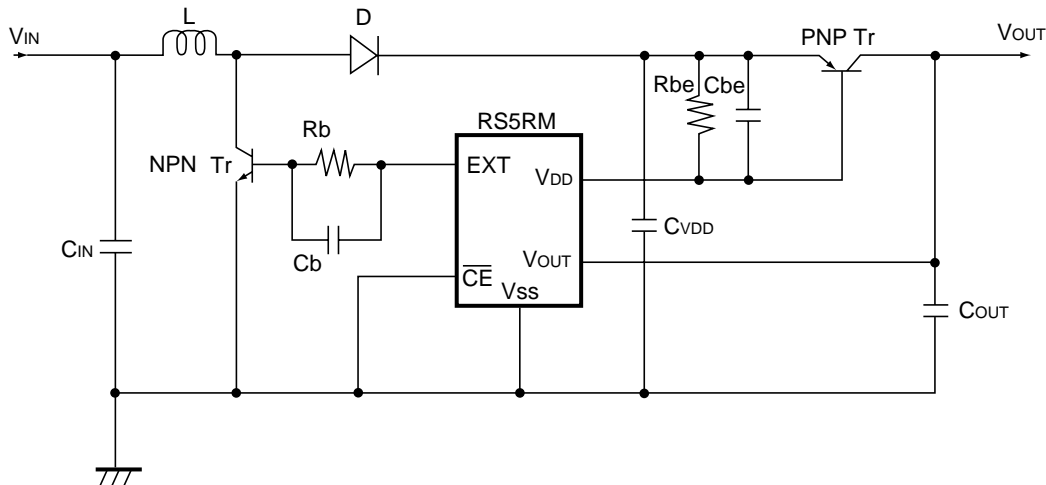 L
D
VIN
PNP Tr
VOUT
Rbe
Cbe
RS5RM
Rb
NPN Tr
EXT
VDD
CVDD
CIN
VOUT
Cb
CE
Vss
COUT